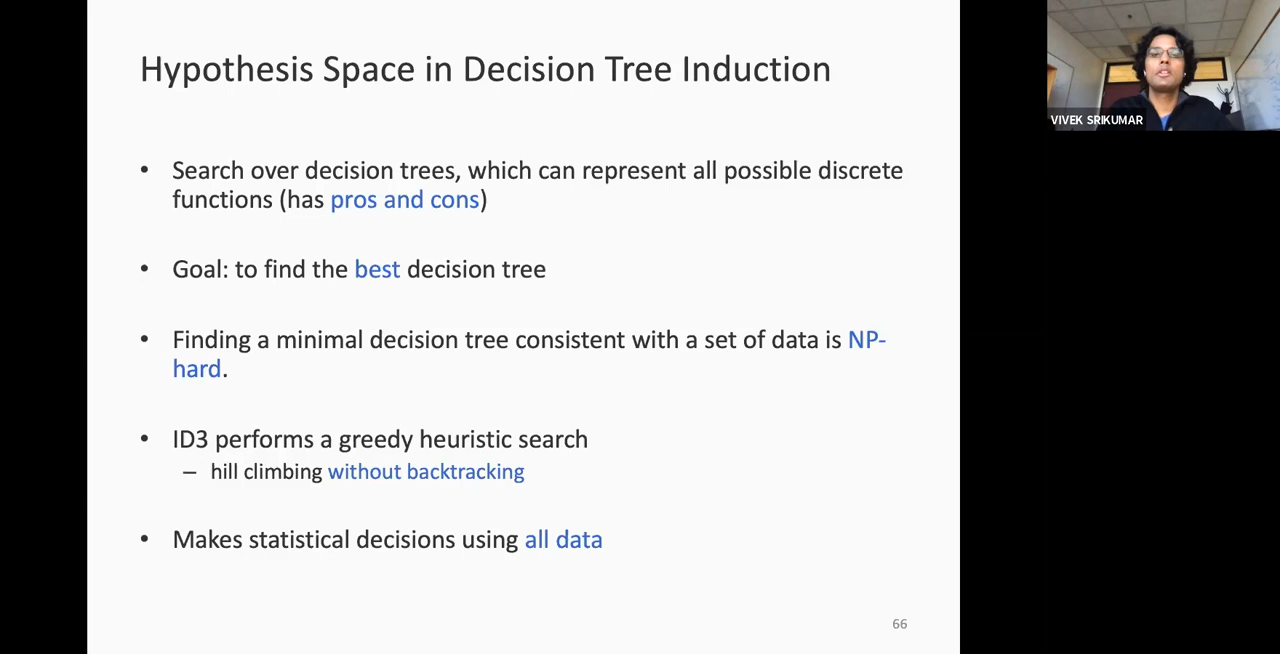 Hypothesis Space in Decision Tree Induction
• Search over decision trees, which can represent all possible discrete
functions (has pros and cons)
• Goal: to find the best decision tree
• Finding a minimal decision tree consistent with a set of data is NP-
hard.
• ID3 performs a greedy heuristic search
– hill climbing without backtracking
• Makes statistical decisions using all data
66
VIVEK SRIKUMAR